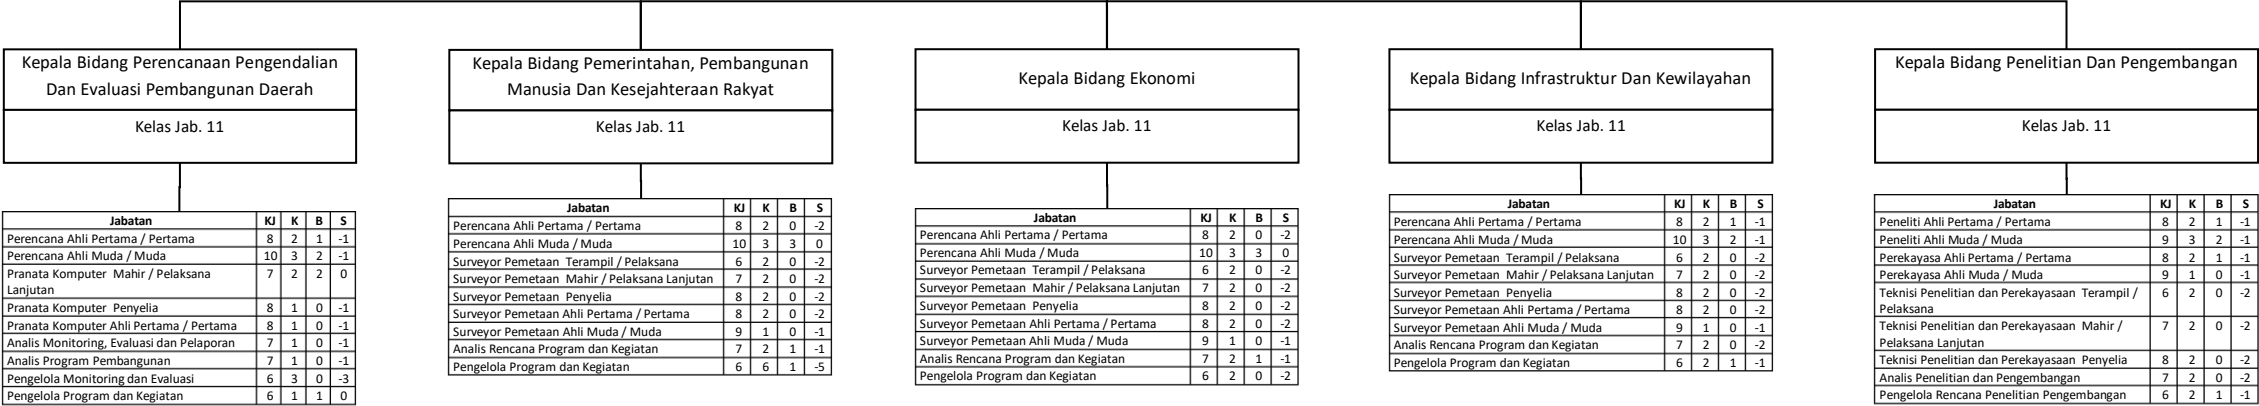 Kepala Bidang Perencanaan Pengendalian
Dan Evaluasi Pembangunan Daerah
Kelas Jab. 11
Jabatan KJ K B S
Perencana Ahli Pertama / Pertama 8 2 1 -1
Perencana Ahli Muda / Muda 10 3 2 -1
Pranata Komputer Mahir / Pelaksana
Lanjutan 7 2 2 0
Pranata Komputer Penyelia 8 1 0 -1
Pranata Komputer Ahli Pertama / Pertama 8 1 0 -1
Analis Monitoring, Evaluasi dan Pelaporan 7 1 0 -1
Analis Program Pembangunan 7 1 0 -1
Pengelola Monitoring dan Evaluasi 6 3 0 -3
Pengelola Program dan Kegiatan 6 1 1 0
Kepala Bidang Pemerintahan, Pembangunan
Manusia Dan Kesejahteraan Rakyat
Kelas Jab. 11
Jabatan KJ K B S
Perencana Ahli Pertama / Pertama 8 2 0 -2
Perencana Ahli Muda / Muda 10 3 3 0
Surveyor Pemetaan Terampil / Pelaksana 6 2 0 -2
Surveyor Pemetaan Mahir / Pelaksana Lanjutan 7 2 0 -2
Surveyor Pemetaan Penyelia 8 2 0 -2
Surveyor Pemetaan Ahli Pertama / Pertama 8 2 0 -2
Surveyor Pemetaan Ahli Muda / Muda 9 1 0 -1
Analis Rencana Program dan Kegiatan 7 2 1 -1
Pengelola Program dan Kegiatan 6 6 1 -5
Kepala Bidang Ekonomi
Kelas Jab. 11
Jabatan KJ K B S
Perencana Ahli Pertama / Pertama 8 2 0 -2
Perencana Ahli Muda / Muda 10 3 3 0
Surveyor Pemetaan Terampil / Pelaksana 6 2 0 -2
Surveyor Pemetaan Mahir / Pelaksana Lanjutan 7 2 0 -2
Surveyor Pemetaan Penyelia 8 2 0 -2
Surveyor Pemetaan Ahli Pertama / Pertama 8 2 0 -2
Surveyor Pemetaan Ahli Muda / Muda 9 1 0 -1
Analis Rencana Program dan Kegiatan 7 2 1 -1
Pengelola Program dan Kegiatan 6 2 0 -2
Kepala Bidang Infrastruktur Dan Kewilayahan
Kelas Jab. 11
Jabatan KJ K B S
Perencana Ahli Pertama / Pertama 8 2 1 -1
Perencana Ahli Muda / Muda 10 3 2 -1
Surveyor Pemetaan Terampil / Pelaksana 6 2 0 -2
Surveyor Pemetaan Mahir / Pelaksana Lanjutan 7 2 0 -2
Surveyor Pemetaan Penyelia 8 2 0 -2
Surveyor Pemetaan Ahli Pertama / Pertama 8 2 0 -2
Surveyor Pemetaan Ahli Muda / Muda 9 1 0 -1
Analis Rencana Program dan Kegiatan 7 2 0 -2
Pengelola Program dan Kegiatan 6 2 1 -1
Kepala Bidang Penelitian Dan Pengembangan
Kelas Jab. 11
Jabatan KJ K B S
Peneliti Ahli Pertama / Pertama 8 2 1 -1
Peneliti Ahli Muda / Muda 9 3 2 -1
Perekayasa Ahli Pertama / Pertama 8 2 1 -1
Perekayasa Ahli Muda / Muda 9 1 0 -1
Teknisi Penelitian dan Perekayasaan Terampil /
Pelaksana 6 2 0 -2
Teknisi Penelitian dan Perekayasaan Mahir /
Pelaksana Lanjutan 7 2 0 -2
Teknisi Penelitian dan Perekayasaan Penyelia 8 2 0 -2
Analis Penelitian dan Pengembangan 7 2 0 -2
Pengelola Rencana Penelitian Pengembangan 6 2 1 -1